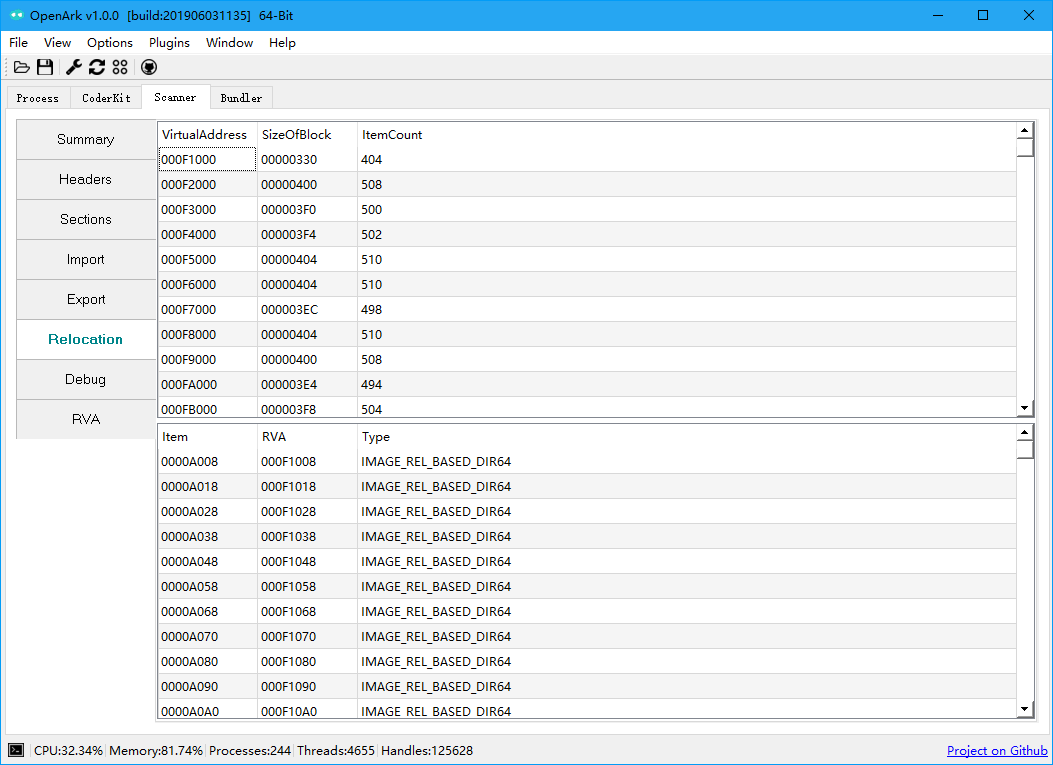 OpenArk v1.0.0 [build:201906031135] 64-Bit
File View Options Plugins Window Help
Process CoderKit Scanner Bundler
Summary
Headers
Sections
Import
Export
Relocation
Debug
RVA
VirtualAddress SizeOfBlock ItemCount
000F1000 00000330 404
000F2000 00000400 508
000F3000 000003F0 500
000F4000 000003F4 502
000F5000 00000404 510
000F6000 00000404 510
000F7000 000003EC 498
000F8000 00000404 510
000F9000 00000400 508
000FA000 000003E4 494
000FB000 000003F8 504
Item RVA Type
0000A008 000F1008 IMAGE_REL_BASED_DIR64
0000A018 000F1018 IMAGE_REL_BASED_DIR64
0000A028 000F1028 IMAGE_REL_BASED_DIR64
0000A038 000F1038 IMAGE_REL_BASED_DIR64
0000A048 000F1048 IMAGE_REL_BASED_DIR64
0000A058 000F1058 IMAGE_REL_BASED_DIR64
0000A068 000F1068 IMAGE_REL_BASED_DIR64
0000A070 000F1070 IMAGE_REL_BASED_DIR64
0000A080 000F1080 IMAGE_REL_BASED_DIR64
0000A090 000F1090 IMAGE_REL_BASED_DIR64
0000A0A0 000F10A0 IMAGE_REL_BASED_DIR64
CPU:32.34% Memory:81.74% Processes:244 Threads:4655 Handles:125628 Project on Github